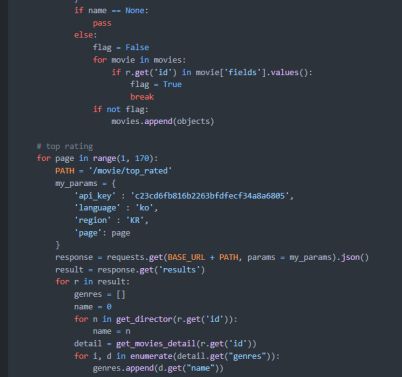 if name == None:
pass
else:
flag = False
for movie in movies:
if r.get('id') in movie['fields'].values():
flag = True
break
if not flag:
movies.append(objects)
# top rating
for page in range(1, 170):
PATH = '/movie/top_rated'
my_params = {
'api_key' : 'c23cd6fb816b2263bfdfecf34a8a6805',
'language' : 'ko',
'region' : 'KR',
'page': page
}
response = requests.get(BASE_URL + PATH, params = my_params).json()
result = response.get('results')
for r in result:
genres = []
name = 0
for n in get_director(r.get('id')):
name = n
detail = get_movies_detail(r.get('id'))
for i, d in enumerate(detail.get("genres")):
genres.append(d.get("name"))